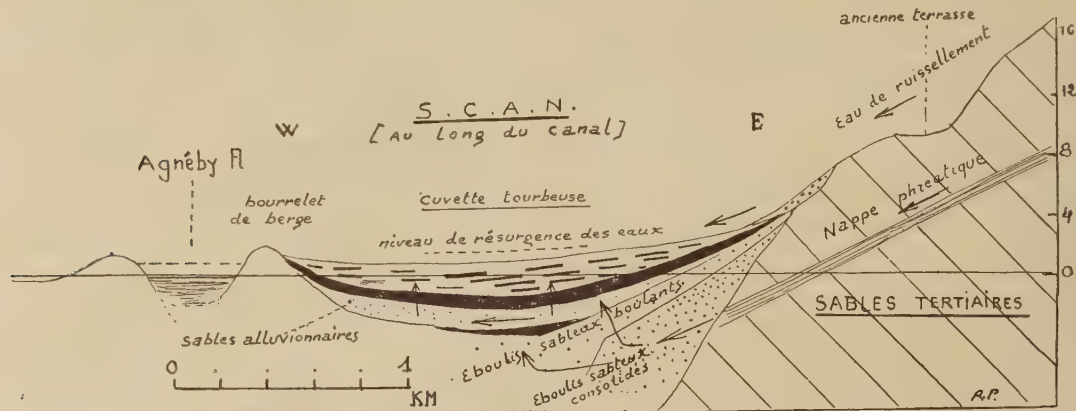 ancienne terrasse
16
Eau de ruissellement
S. C. A. N.
[Au long du canal]
12
W
E
Agnéby Fl
8
Nappe phreatique
bourrelet
de berge
cuvette tourbeuse
4
niveau de résurgence des eaux
0
SABLES TERTIAIRES
Sables alluvionnaires
Eboulis sableux boulants
Eboulis sableux
consolidés
0
1
KM
R.P.